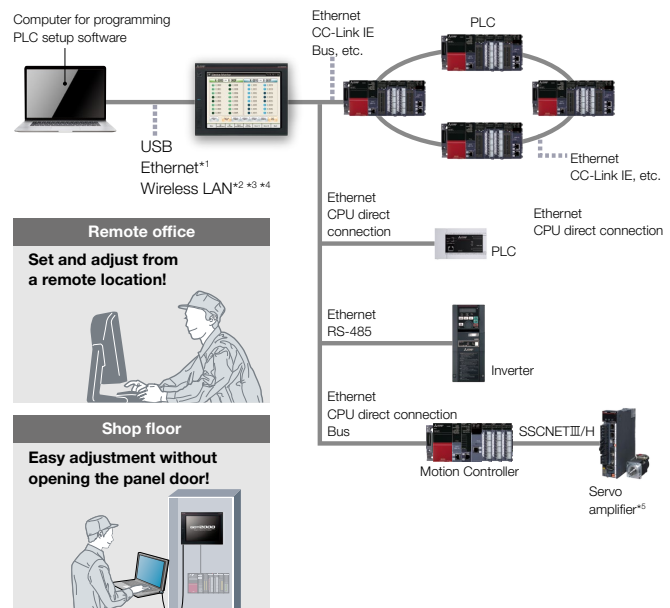 Computer for programming
PLC setup software
USB
Ethernet*1
Wireless LAN*2 *3 *4
Ethernet
CC-Link IE
Bus, etc.
PLC
Ethernet
CC-Link IE, etc.
Ethernet
CPU direct
connection
PLC
Ethernet
CPU direct connection
Ethernet
RS-485
Inverter
Ethernet
CPU direct connection
Bus
Motion Controller
SSCNETⅢ/H
Servo
amplifier*5
Remote office
Set and adjust from
a remote location!
Shop floor
Easy adjustment without
opening the panel door!